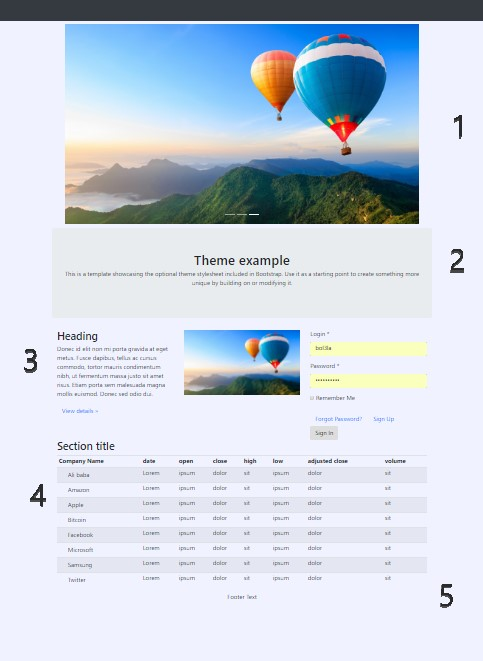 1
Theme example
This is a template showcasing the optional theme stylesheet included in Bootstrap. Use it as a starting point to create something more
unique by building on or modifying it.
2
3
Heading
Donec id elit non mi porta gravida at eget
metus. Fusce dapibus, tellus ac cursus
commodo, tortor mauris condimentum
nibh, ut fermentum massa justo sit amet
risus. Etiam porta sem malesuada magna
mollis euismod. Donec sed odio dui.
View details »
Login *
Password *
••••••••••
Remember Me
Forgot Password? Sign Up
Sign In
Section title
Company Name date open close high low adjusted close volume
Ali baba Lorem ipsum dolor sit ipsum dolor sit
Amazon Lorem ipsum dolor sit ipsum dolor sit
4
Apple Lorem ipsum dolor sit ipsum dolor sit
Bitcoin Lorem ipsum dolor sit ipsum dolor sit
Facebook Lorem ipsum dolor sit ipsum dolor sit
Microsoft Lorem ipsum dolor sit ipsum dolor sit
Samsung Lorem ipsum dolor sit ipsum dolor sit
Twitter Lorem ipsum dolor sit ipsum dolor sit
Footer Text
5